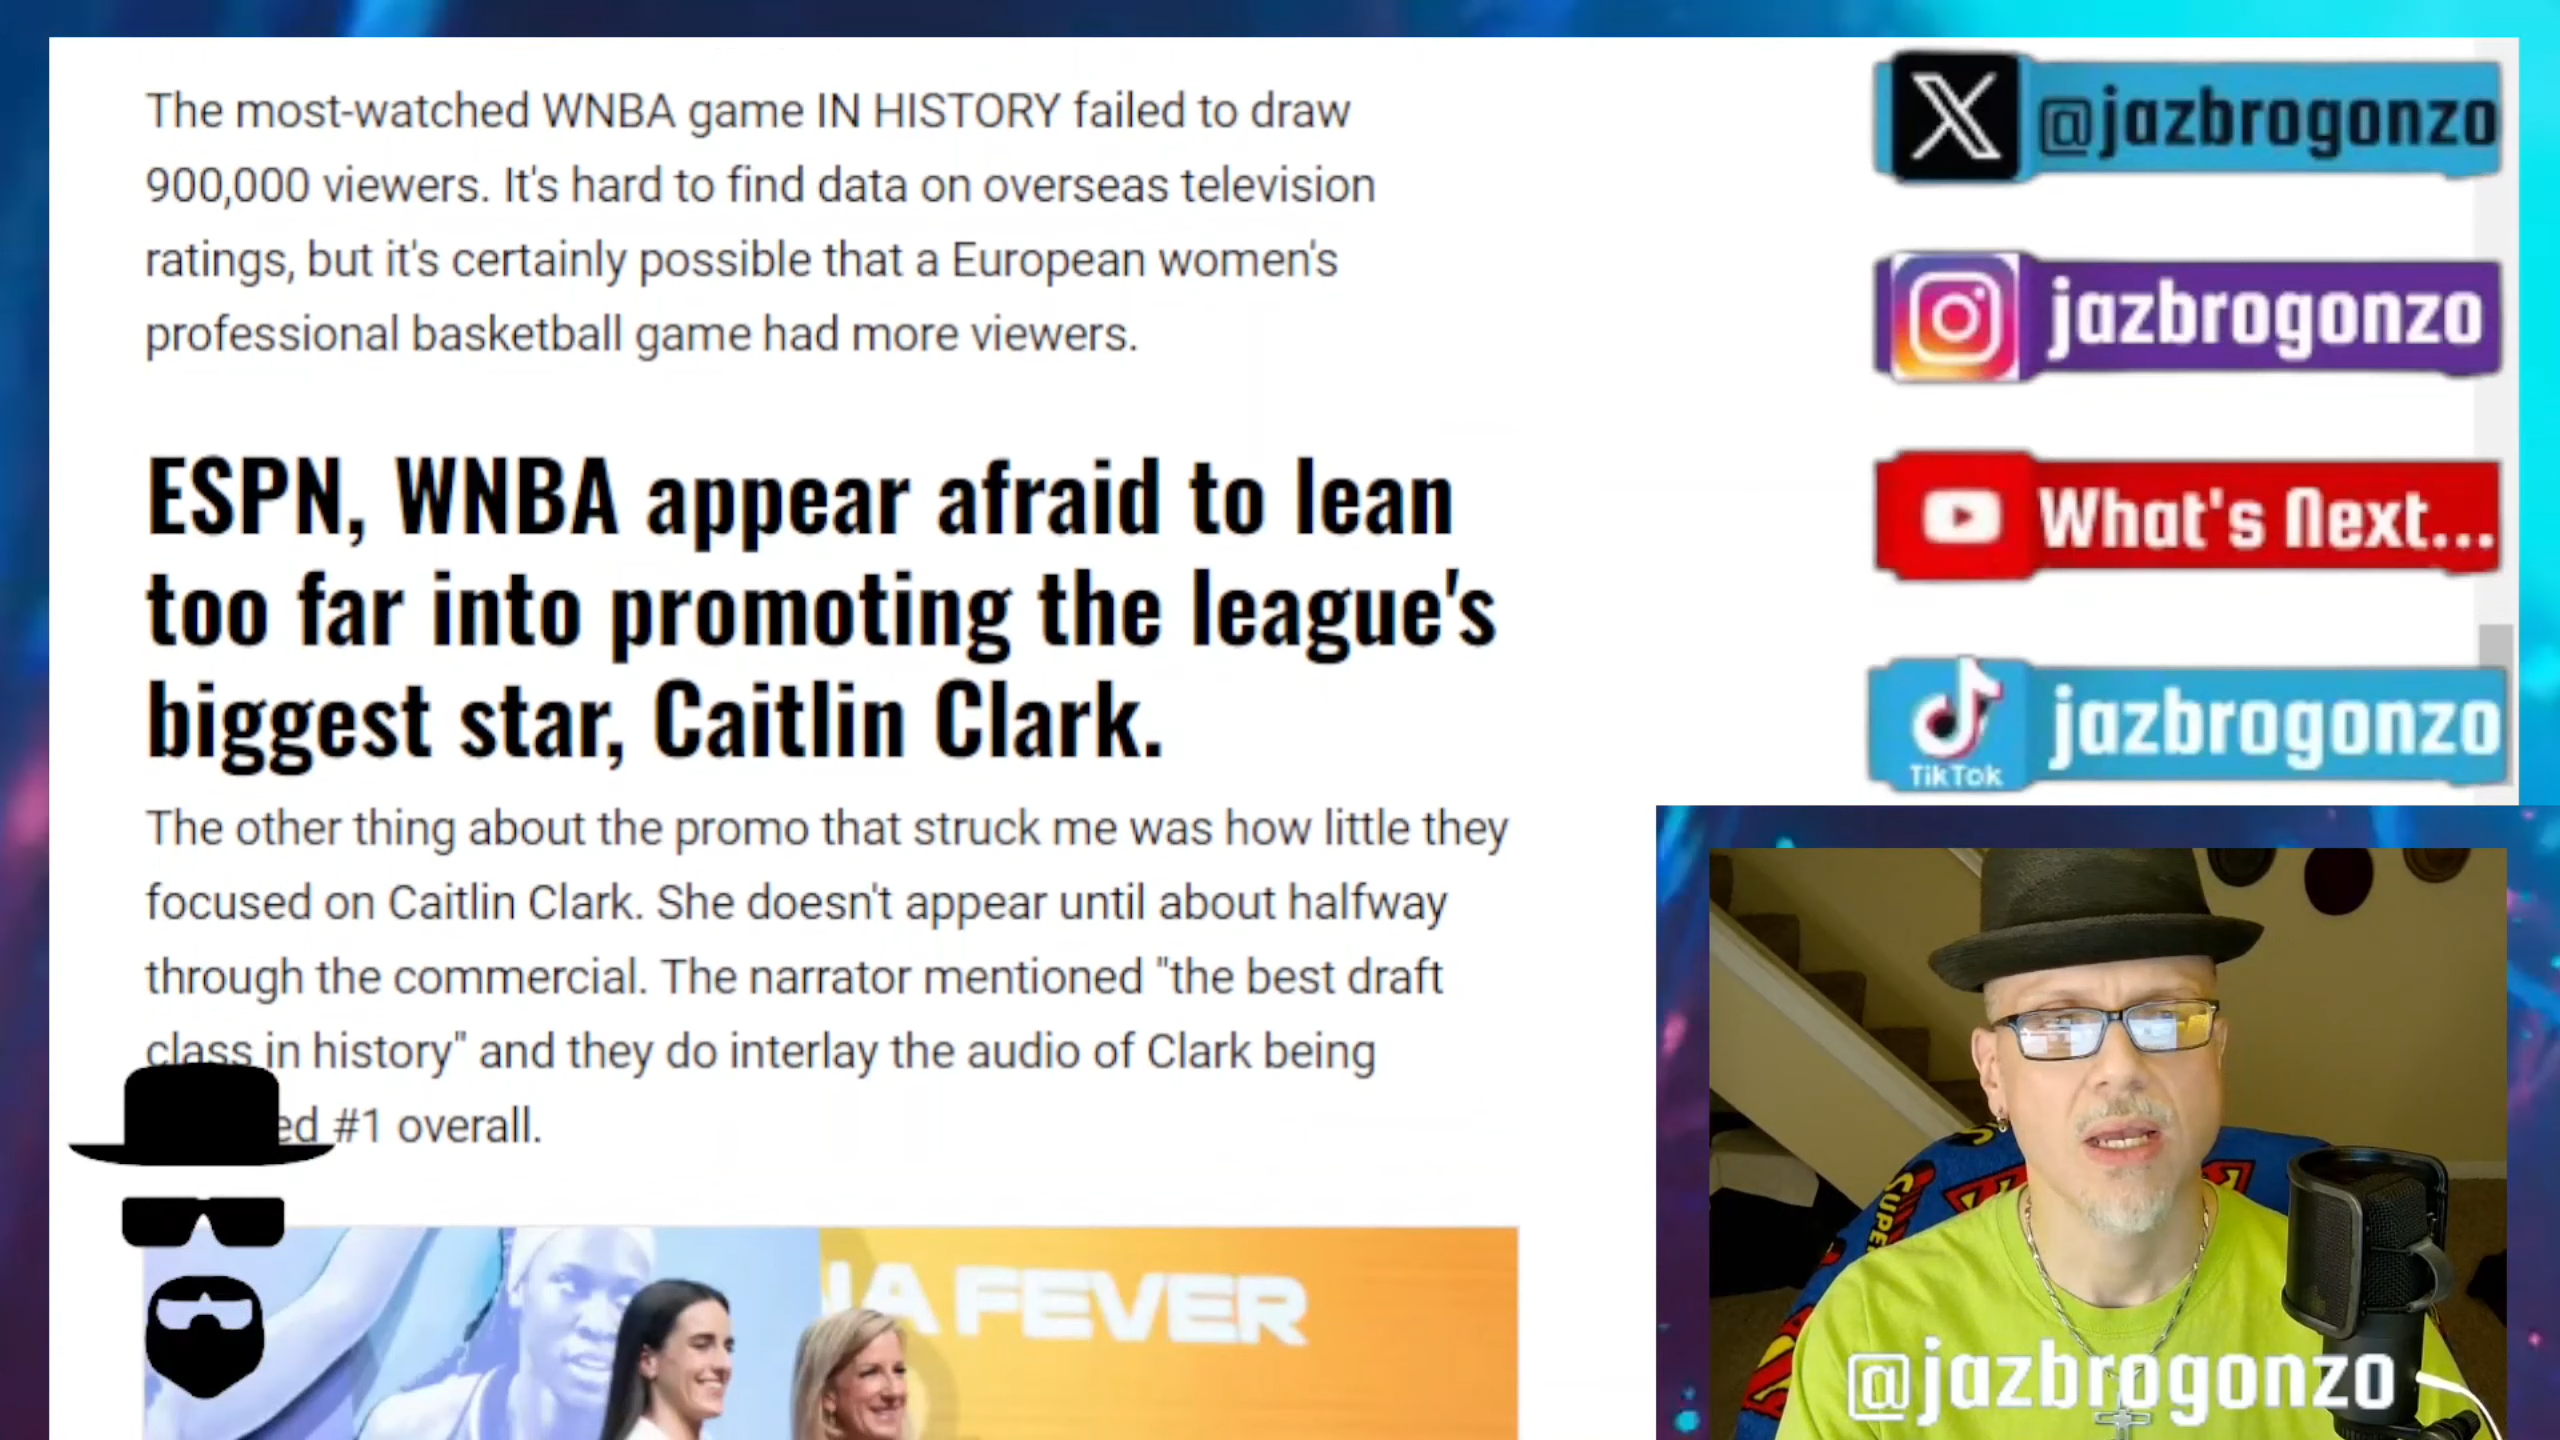 The most-watched WNBA game IN HISTORY failed to draw
900,000 viewers. It's hard to find data on overseas television
ratings, but it's certainly possible that a European women's
professional basketball game had more viewers.
ESPN, WNBA appear afraid to lean
too far into promoting the league's
biggest star, Caitlin Clark.
The other thing about the promo that struck me was how little they
focused on Caitlin Clark. She doesn't appear until about halfway
through the commercial. The narrator mentioned "the best draft
class in history" and they do interlay the audio of Clark being
ed #1 overall.
IA FEVER
@jazbrogonzo
jazbrogonzo
What's Next...
TikTok
jazbrogonzo
SUPER
@jazbrogonzo